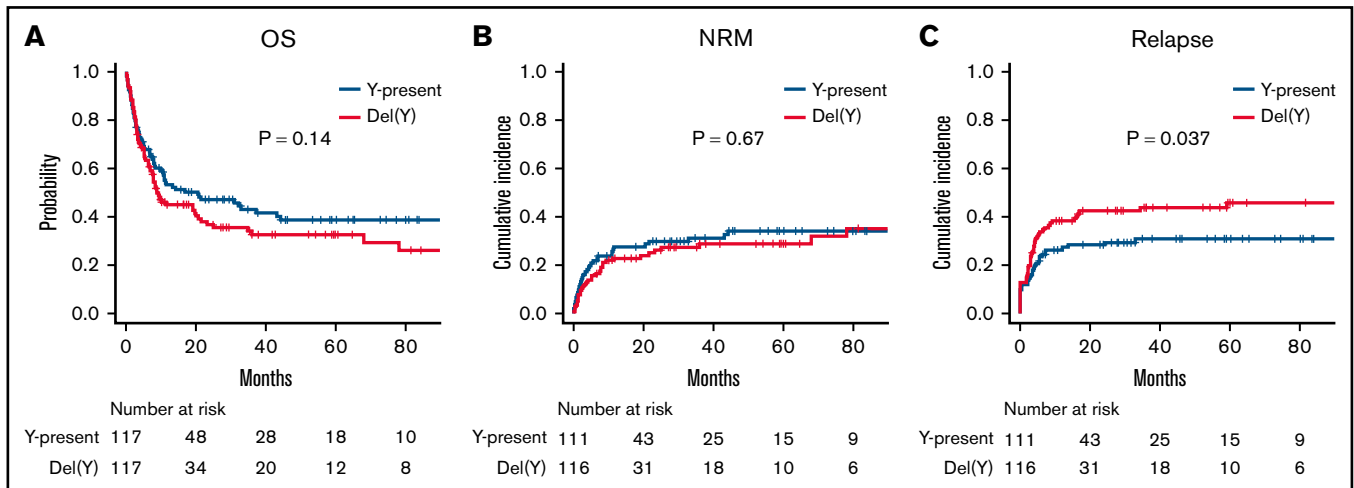 A
OS
1.0
0.8
0.6
0.4
0.2
0.0
Probability
Y-present
Del(Y)
P = 0.14
0 20 40 60 80
Months
Number at risk
Y-present 117 48 28 18 10
Del(Y) 117 34 20 12 8
B
NRM
1.0
0.8
0.6
0.4
0.2
0.0
Cumulative incidence
Y-present
Del(Y)
P = 0.67
0 20 40 60 80
Months
Number at risk
Y-present 111 43 25 15 9
Del(Y) 116 31 18 10 6
C
Relapse
1.0
0.8
0.6
0.4
0.2
0.0
Cumulative incidence
Y-present
Del(Y)
P = 0.037
0 20 40 60 80
Months
Number at risk
Y-present 111 43 25 15 9
Del(Y) 116 31 18 10 6